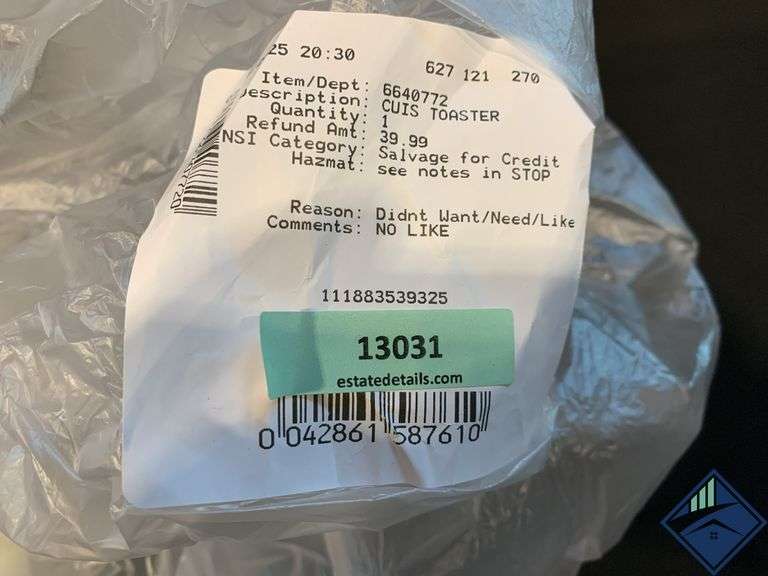 25 20:30 627 121 270
Item/Dept: 6640772
Description: CUIS TOASTER
Quantity: 1
Refund Amt: 39.99
NSI Category: Salvage for Credit
Hazmat: see notes in STOP
Reason: Didnt Want/Need/Like
Comments: NO LIKE
111883539325
13031
estatedetails.com
0 042861 587610